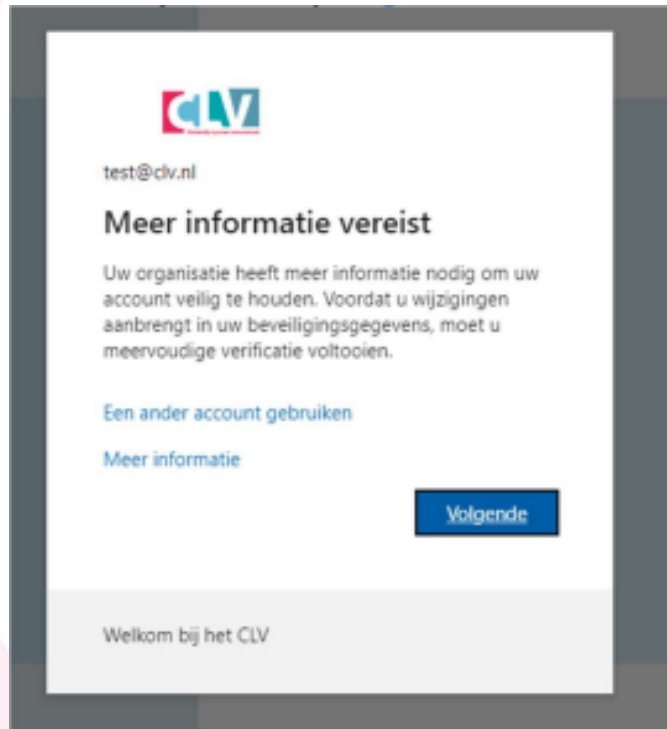 CLV
test@clv.nl
Meer informatie vereist
Uw organisatie heeft meer informatie nodig om uw
account veilig te houden. Voordat u wijzigingen
aanbrengt in uw beveiligingsgegevens, moet u
meervoudige verificatie voltooien.
Een ander account gebruiken
Meer informatie
Volgende
Welkom bij het CLV